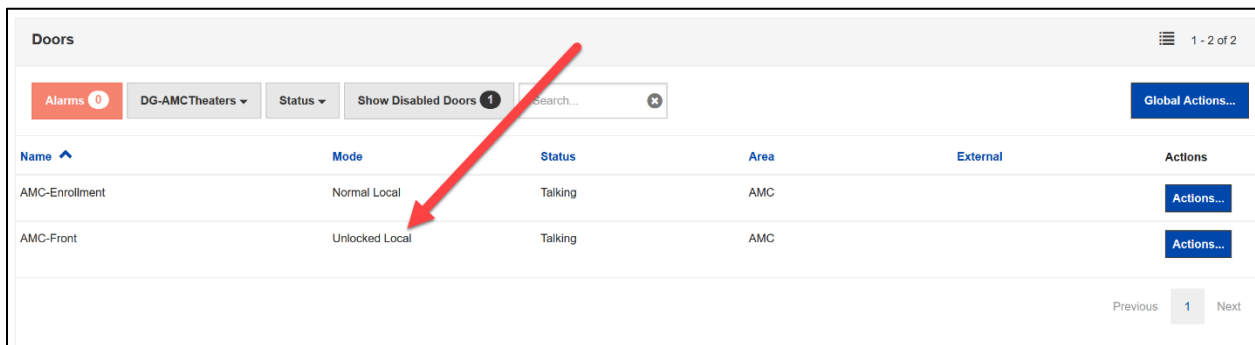 Doors
1 - 2 of 2
Alarms 0 DG-AMCTheaters Status Show Disabled Doors 1 Search... Global Actions...
Name Mode Status Area External Actions
AMC-Enrollment Normal Local Talking AMC Actions...
AMC-Front Unlocked Local Talking AMC Actions...
Previous 1 Next